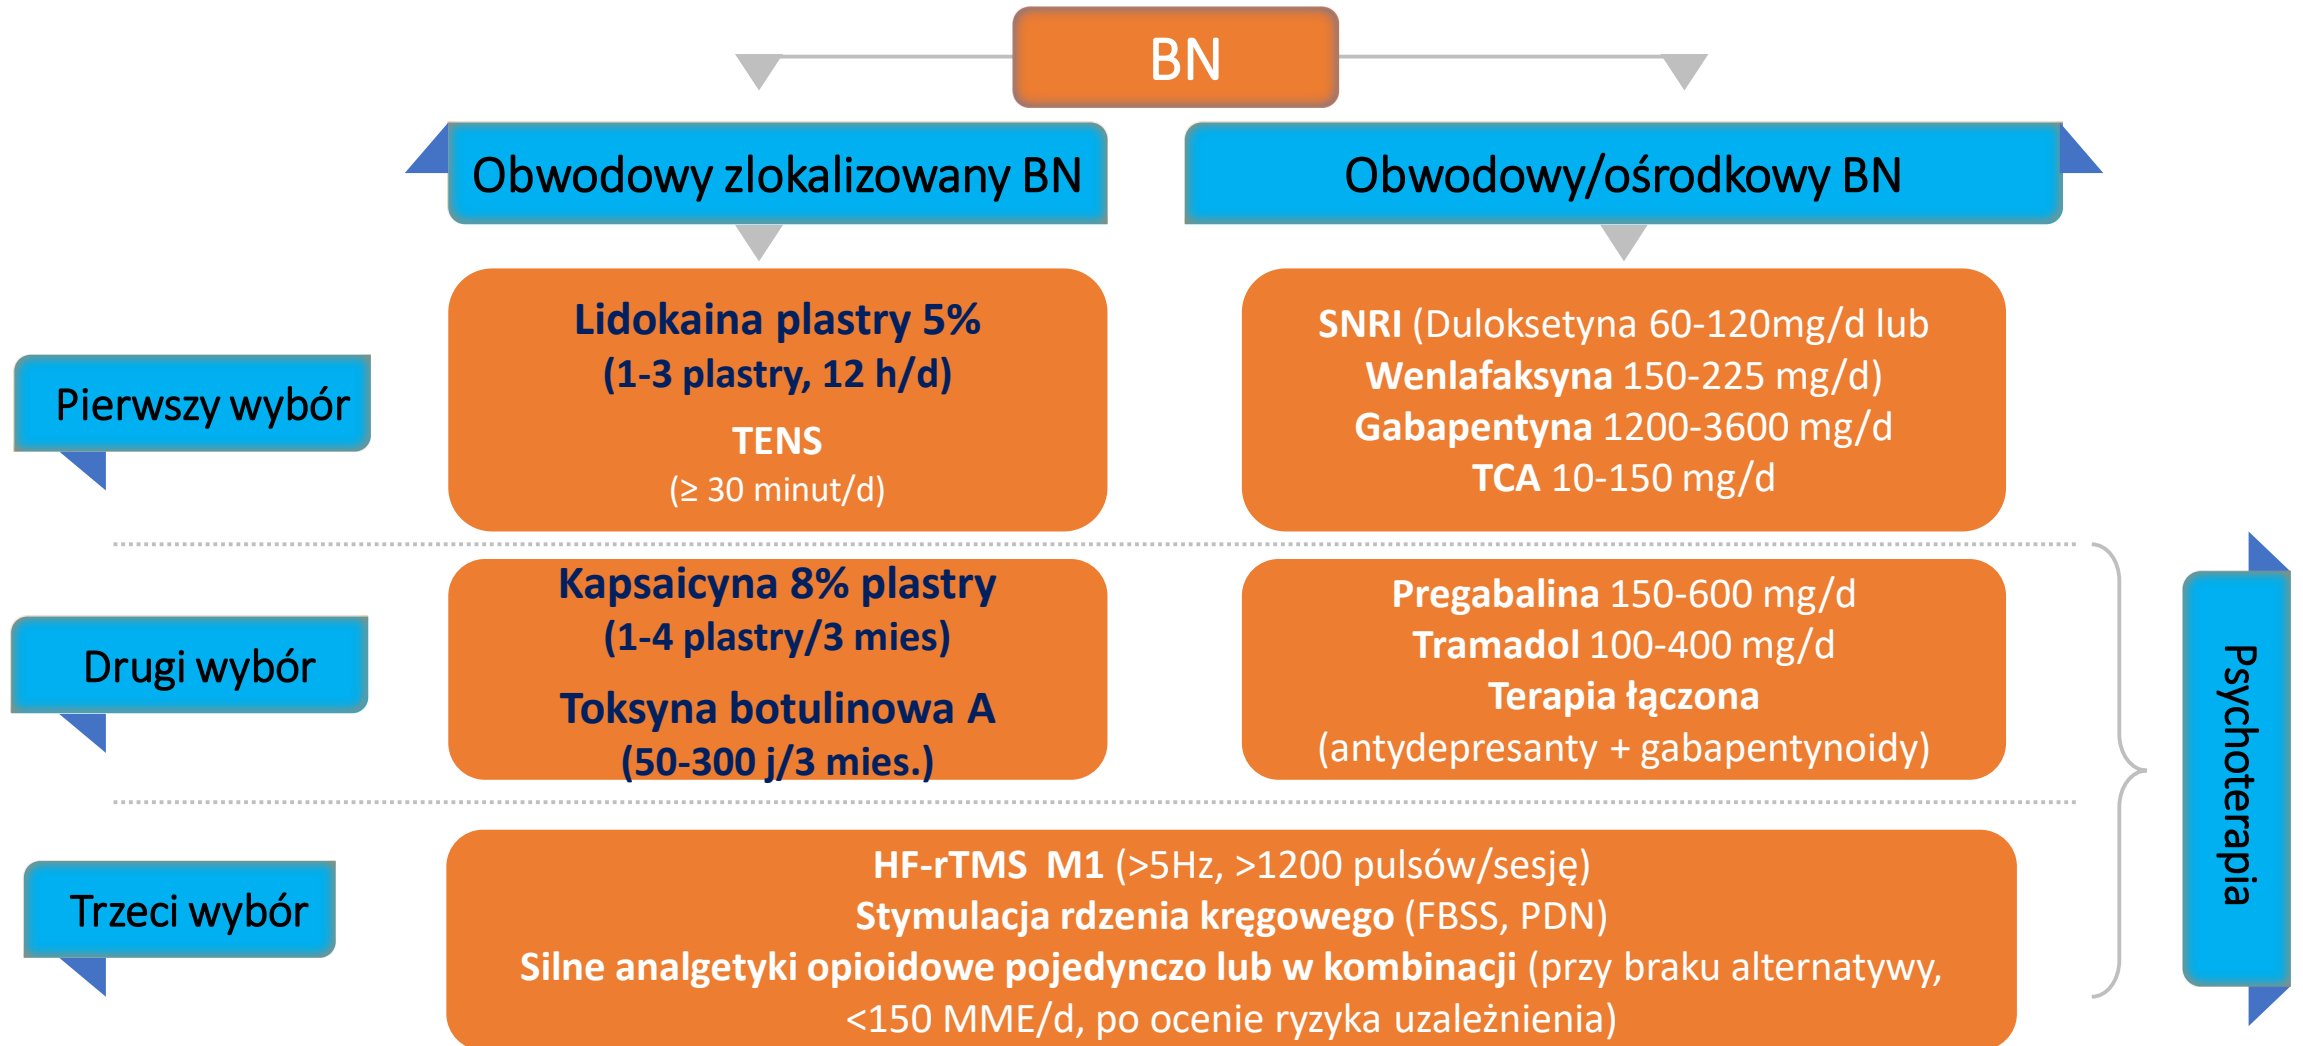 BN
Obwodowy zlokalizowany BN
Obwodowy/ośrodkowy BN
Pierwszy wybór
Lidokaina plastry 5%
(1-3 plastry, 12 h/d)
TENS
(≥ 30 minut/d)
SNRI (Duloksetyna 60-120mg/d lub
Wenlafaksyna 150-225 mg/d)
Gabapentyna 1200-3600 mg/d
TCA 10-150 mg/d
Drugi wybór
Kapsaicyna 8% plastry
(1-4 plastry/3 mies)
Toksyna botulinowa A
(50-300 j/3 mies.)
Pregabalina 150-600 mg/d
Tramadol 100-400 mg/d
Terapia łączona
(antydepresanty + gabapentynoidy)
Trzeci wybór
HF-rTMS M1 (>5Hz, >1200 pulsów/sesję)
Stymulacja rdzenia kręgowego (FBSS, PDN)
Silne analgetyki opioidowe pojedynczo lub w kombinacji (przy braku alternatywy,
<150 MME/d, po ocenie ryzyka uzależnienia)
Psychoterapia